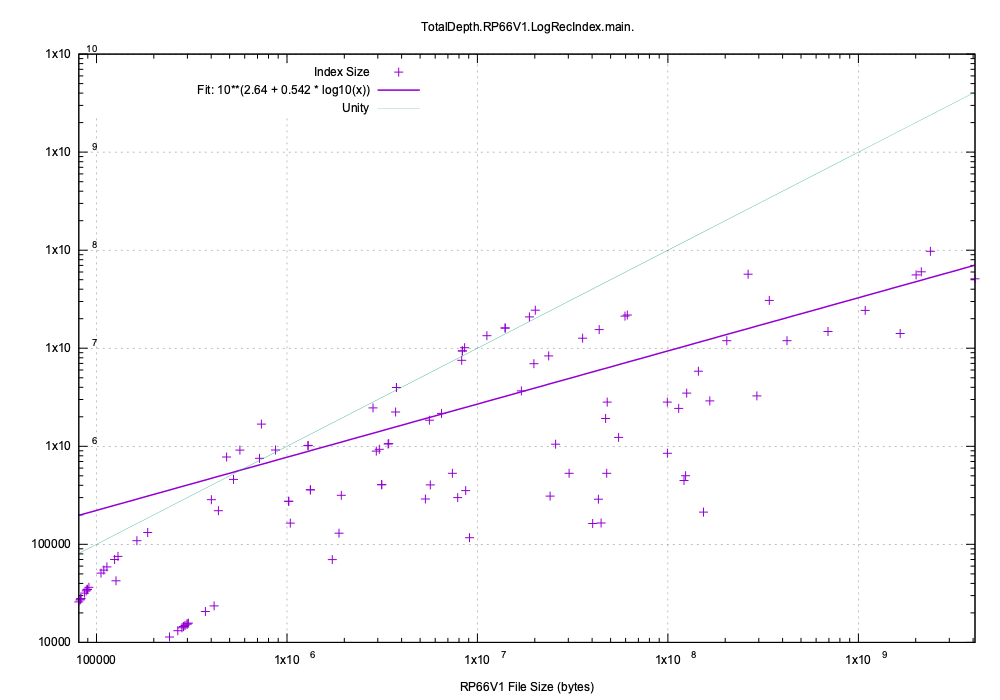 TotalDepth.RP66V1.LogRecIndex.main.
1x10 10
Index Size
Fit: 10**(2.64 + 0.542 * log10(x))
Unity
1x10 9
1x10 8
1x10 7
1x10 6
100000
10000
100000 1x10 6 1x10 7 1x10 8 1x10 9
RP66V1 File Size (bytes)